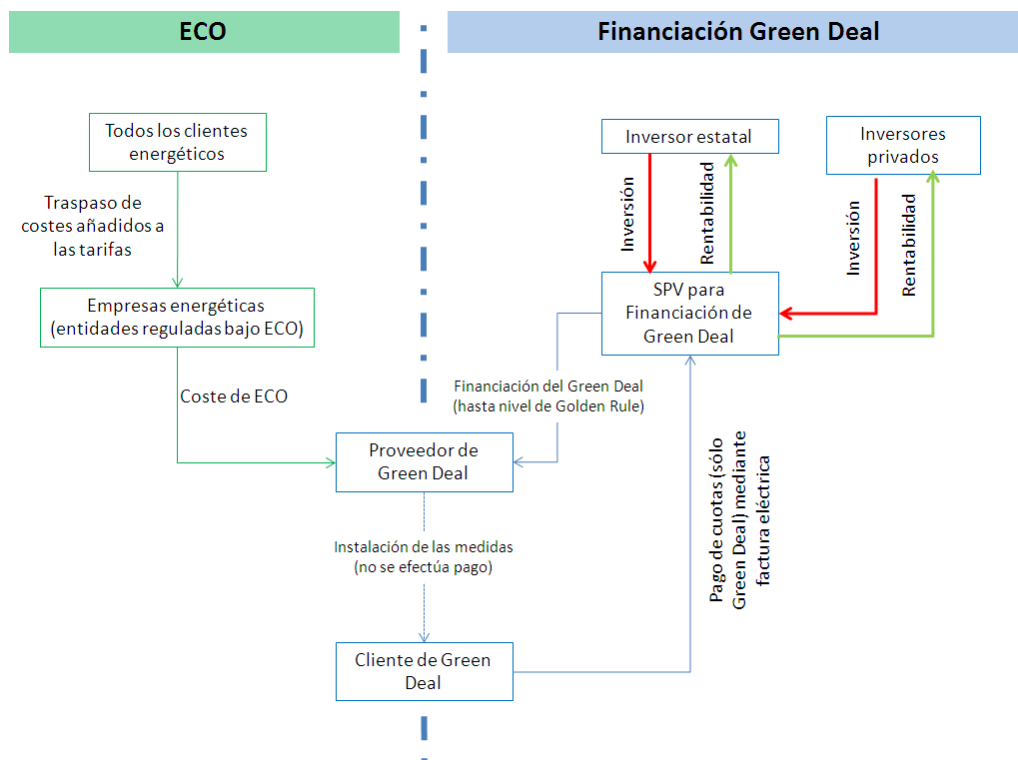 ECO
Financiación Green Deal
Todos los clientes
energéticos
Inversor estatal
Inversores
privados
Traspaso de
costes añadidos a
las tarifas
Inversión
Rentabilidad
Inversión
Rentabilidad
Empresas energéticas
(entidades reguladas bajo ECO)
SPV para
Financiación de
Green Deal
Coste de ECO
Financiación del Green Deal
(hasta nivel de Golden Rule)
Proveedor de
Green Deal
Pago de cuotas (sólo
Green Deal) mediante
factura eléctrica
Instalación de las medidas
(no se efectúa pago)
Cliente de Green
Deal